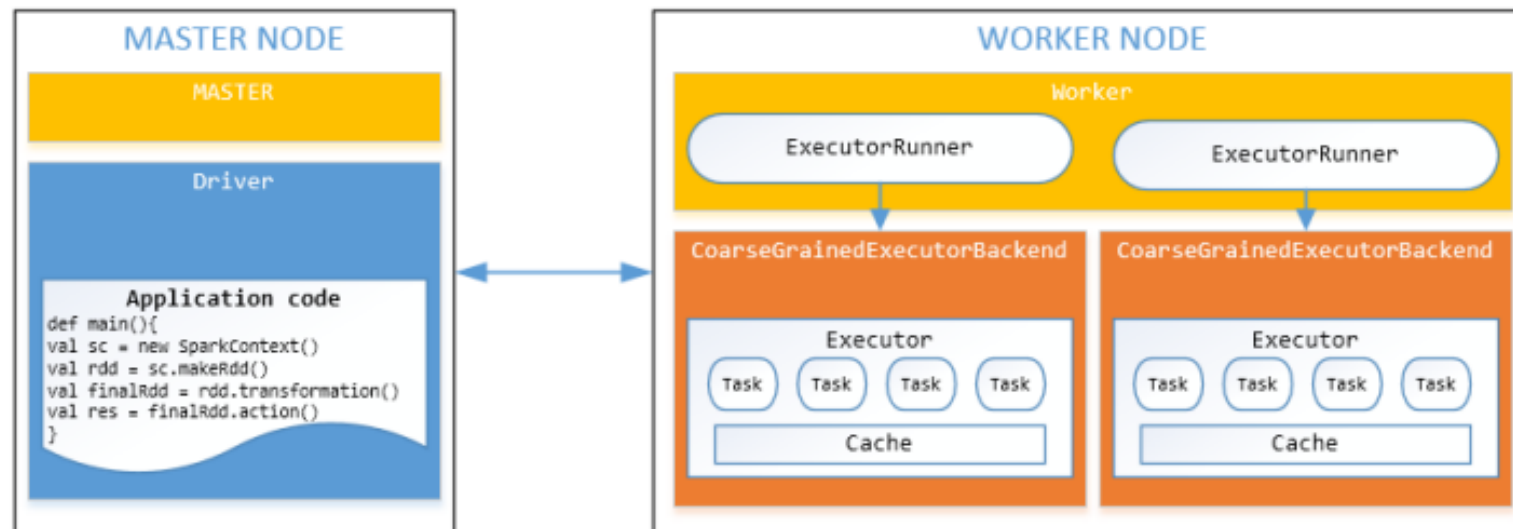 MASTER NODE
MASTER
Driver
Application code
def main(){
val sc = new SparkContext()
val rdd = sc.makeRdd()
val finalRdd = rdd.transformation()
val res = finalRdd.action()
}
WORKER NODE
Worker
ExecutorRunner
ExecutorRunner
CoarseGrainedExecutorBackend
Executor
Task Task Task Task
Cache
CoarseGrainedExecutorBackend
Executor
Task Task Task Task
Cache